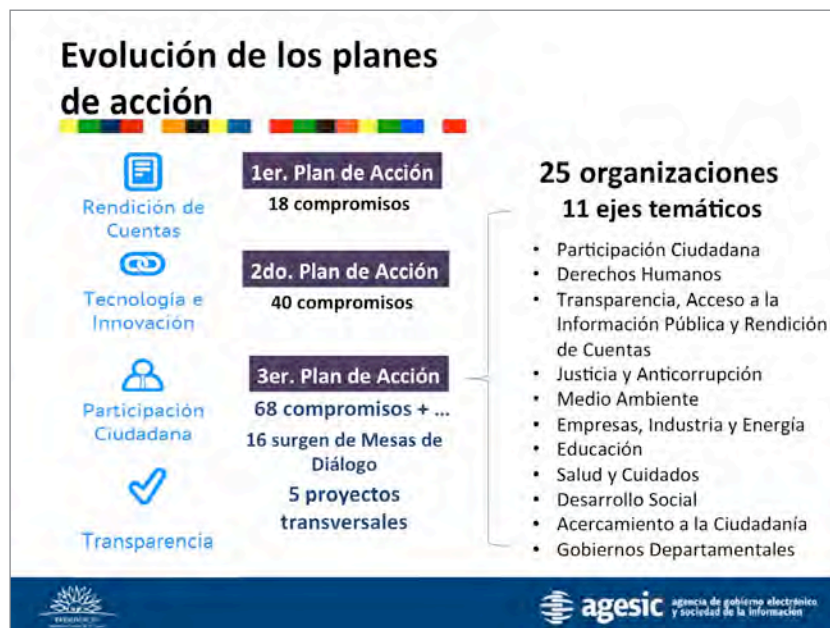 Evolución de los planes
de acción
Rendición de
Cuentas
Tecnología e
Innovación
Participación
Ciudadana
Transparencia
1er. Plan de Acción
18 compromisos
2do. Plan de Acción
40 compromisos
3er. Plan de Acción
68 compromisos + ...
16 surgen de Mesas de
Diálogo
5 proyectos
transversales
25 organizaciones
11 ejes temáticos
• Participación Ciudadana
• Derechos Humanos
• Transparencia, Acceso a la
Información Pública y Rendición
de Cuentas
• Justicia y Anticorrupción
• Medio Ambiente
• Empresas, Industria y Energía
• Educación
• Salud y Cuidados
• Desarrollo Social
• Acercamiento a la Ciudadanía
• Gobiernos Departamentales
agesic
agencia de gobierno electrónico
y sociedad de la información